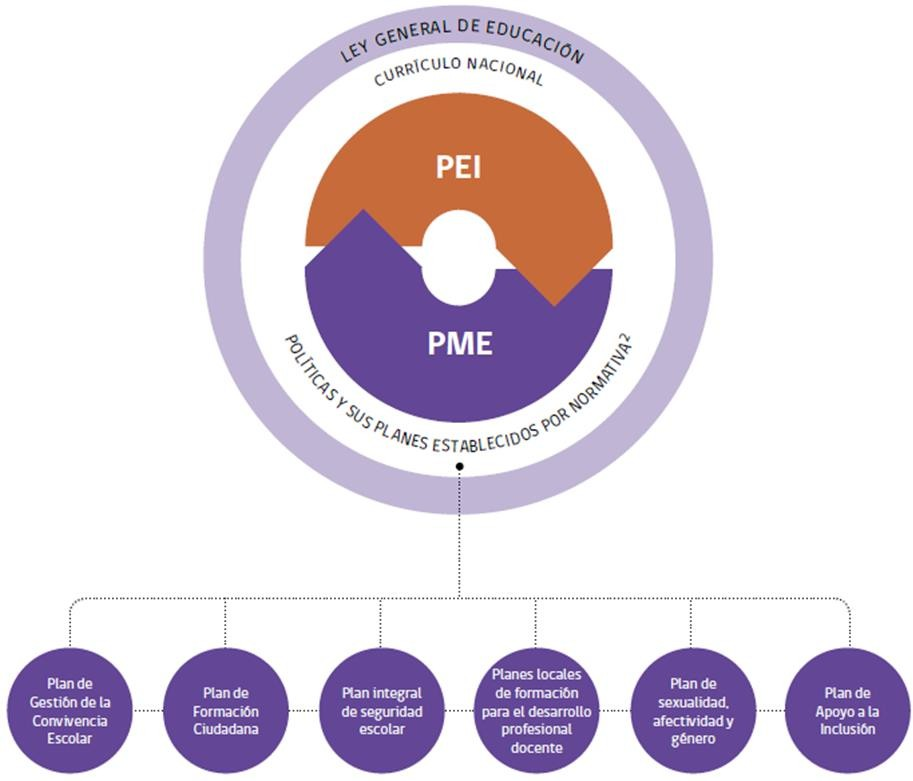 LEY GENERAL DE EDUCACIÓN
CURRÍCULO NACIONAL
PEI
PME
POLÍTICAS Y SUS PLANES ESTABLECIDOS POR NORMATIVA²
Plan de
Gestión de la
Convivencia
Escolar
Plan de
Formación
Ciudadana
Plan integral
de seguridad
escolar
Planes locales
de formación
para el desarrollo
profesional
docente
Plan de
sexualidad,
afectividad y
género
Plan de
Apoyo a la
Inclusión